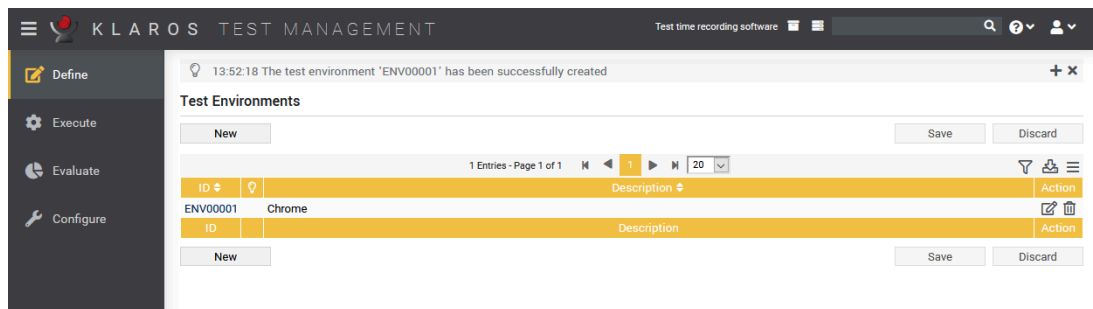 KLAROS TEST MANAGEMENT
Test time recording software
Define
Execute
Evaluate
Configure
13:52:18 The test environment 'ENV00001' has been successfully created
Test Environments
New Save Discard
1 Entries - Page 1 of 1 1 20
ID Description Action
ENV00001 Chrome
ID Description Action
New Save Discard